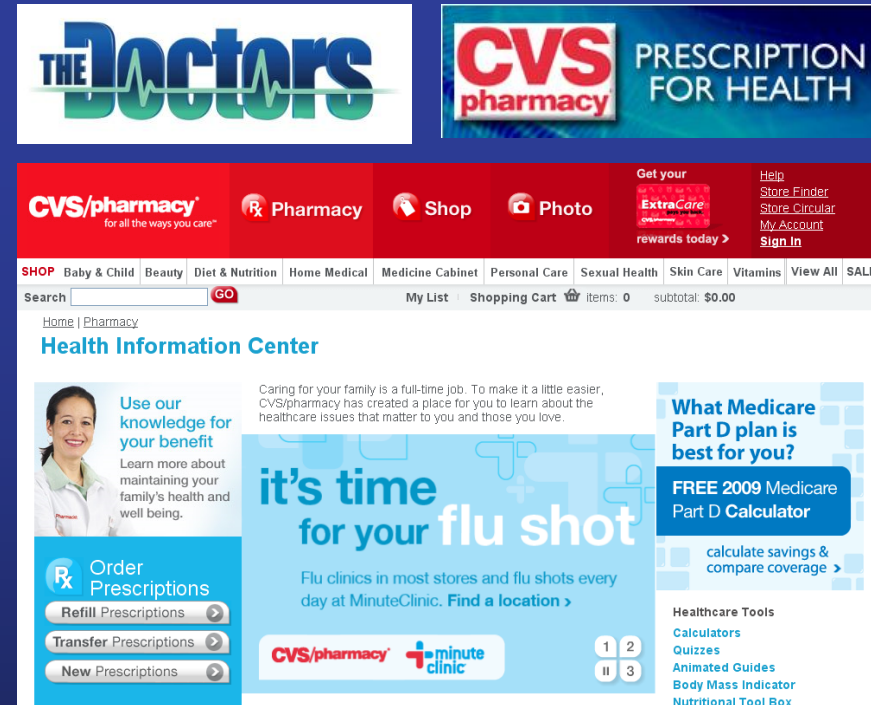 THE Doctors
CVS pharmacy
PRESCRIPTION
FOR HEALTH
CVS/pharmacy
for all the ways you care
Pharmacy
Shop
Photo
Get your
ExtraCare
rewards today
Help
Store Finder
Store Circular
My Account
Sign In
SHOP Baby & Child Beauty Diet & Nutrition Home Medical Medicine Cabinet Personal Care Sexual Health Skin Care Vitamins View All
Search GO My List Shopping Cart items: 0 subtotal: $0.00
Home | Pharmacy
Health Information Center
Use our
knowledge for
your benefit
Learn more about
maintaining your
family's health and
well being.
Rx Order
Prescriptions
Refill Prescriptions
Transfer Prescriptions
New Prescriptions
Caring for your family is a full-time job. To make it a little easier,
CVS/pharmacy has created a place for you to learn about the
healthcare issues that matter to you and those you love.
it's time
for your flu shot
Flu clinics in most stores and flu shots every
day at MinuteClinic. Find a location ›
CVS/pharmacy minute
clinic
1 2
II 3
What Medicare
Part D plan is
best for you?
FREE 2009 Medicare
Part D Calculator
calculate savings &
compare coverage ›
Healthcare Tools
Calculators
Quizzes
Animated Guides
Body Mass Indicator
Nutritional Tool Box